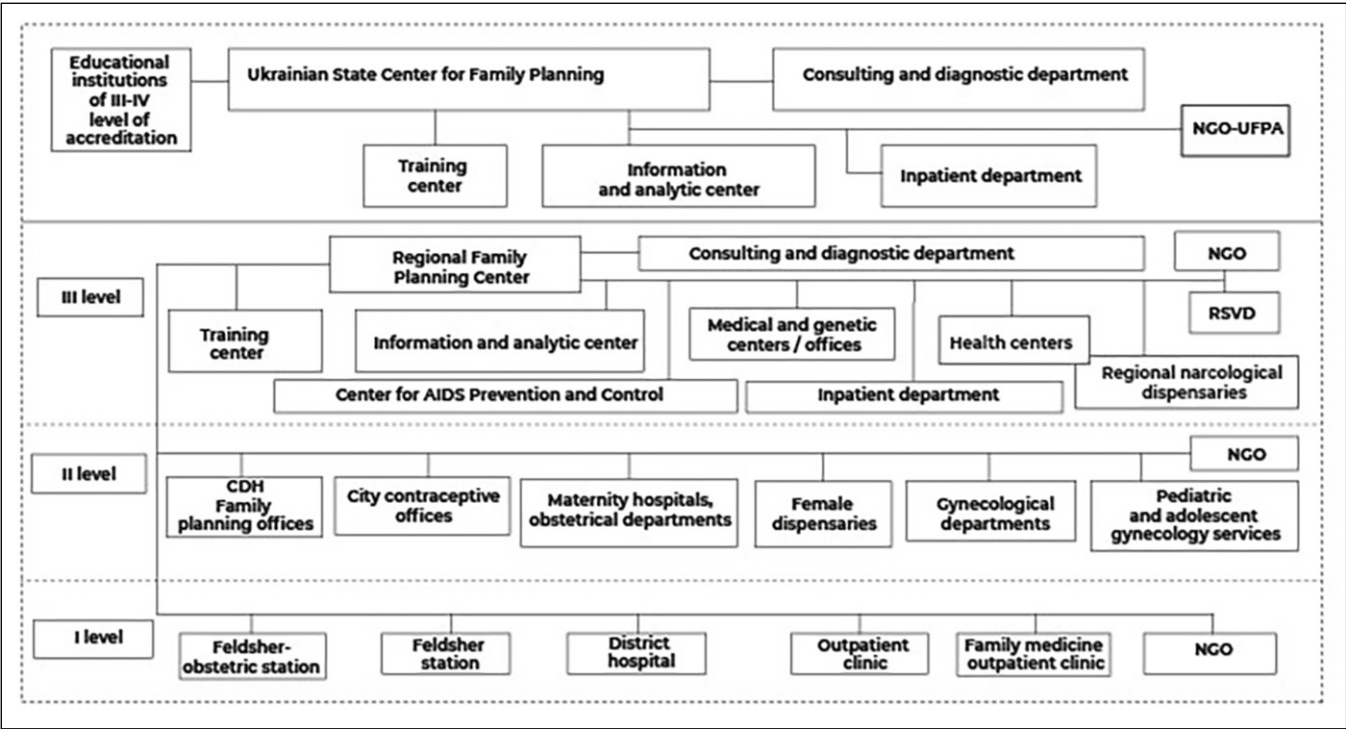 Educational
institutions
of III-IV
level of
accreditation
Ukrainian State Center for Family Planning
Consulting and diagnostic department
NGO-UFPA
Training
center
Information
and analytic center
Inpatient department
III level
Regional Family
Planning Center
Consulting and diagnostic department
NGO
RSVD
Training
center
Information and analytic center
Medical and genetic
centers / offices
Health centers
Regional narcological
dispensaries
Center for AIDS Prevention and Control
Inpatient department
II level
NGO
CDH
Family
planning offices
City contraceptive
offices
Maternity hospitals,
obstetrical departments
Female
dispensaries
Gynecological
departments
Pediatric
and adolescent
gynecology services
I level
Feldsher-
obstetric station
Feldsher
station
District
hospital
Outpatient
clinic
Family medicine
outpatient clinic
NGO